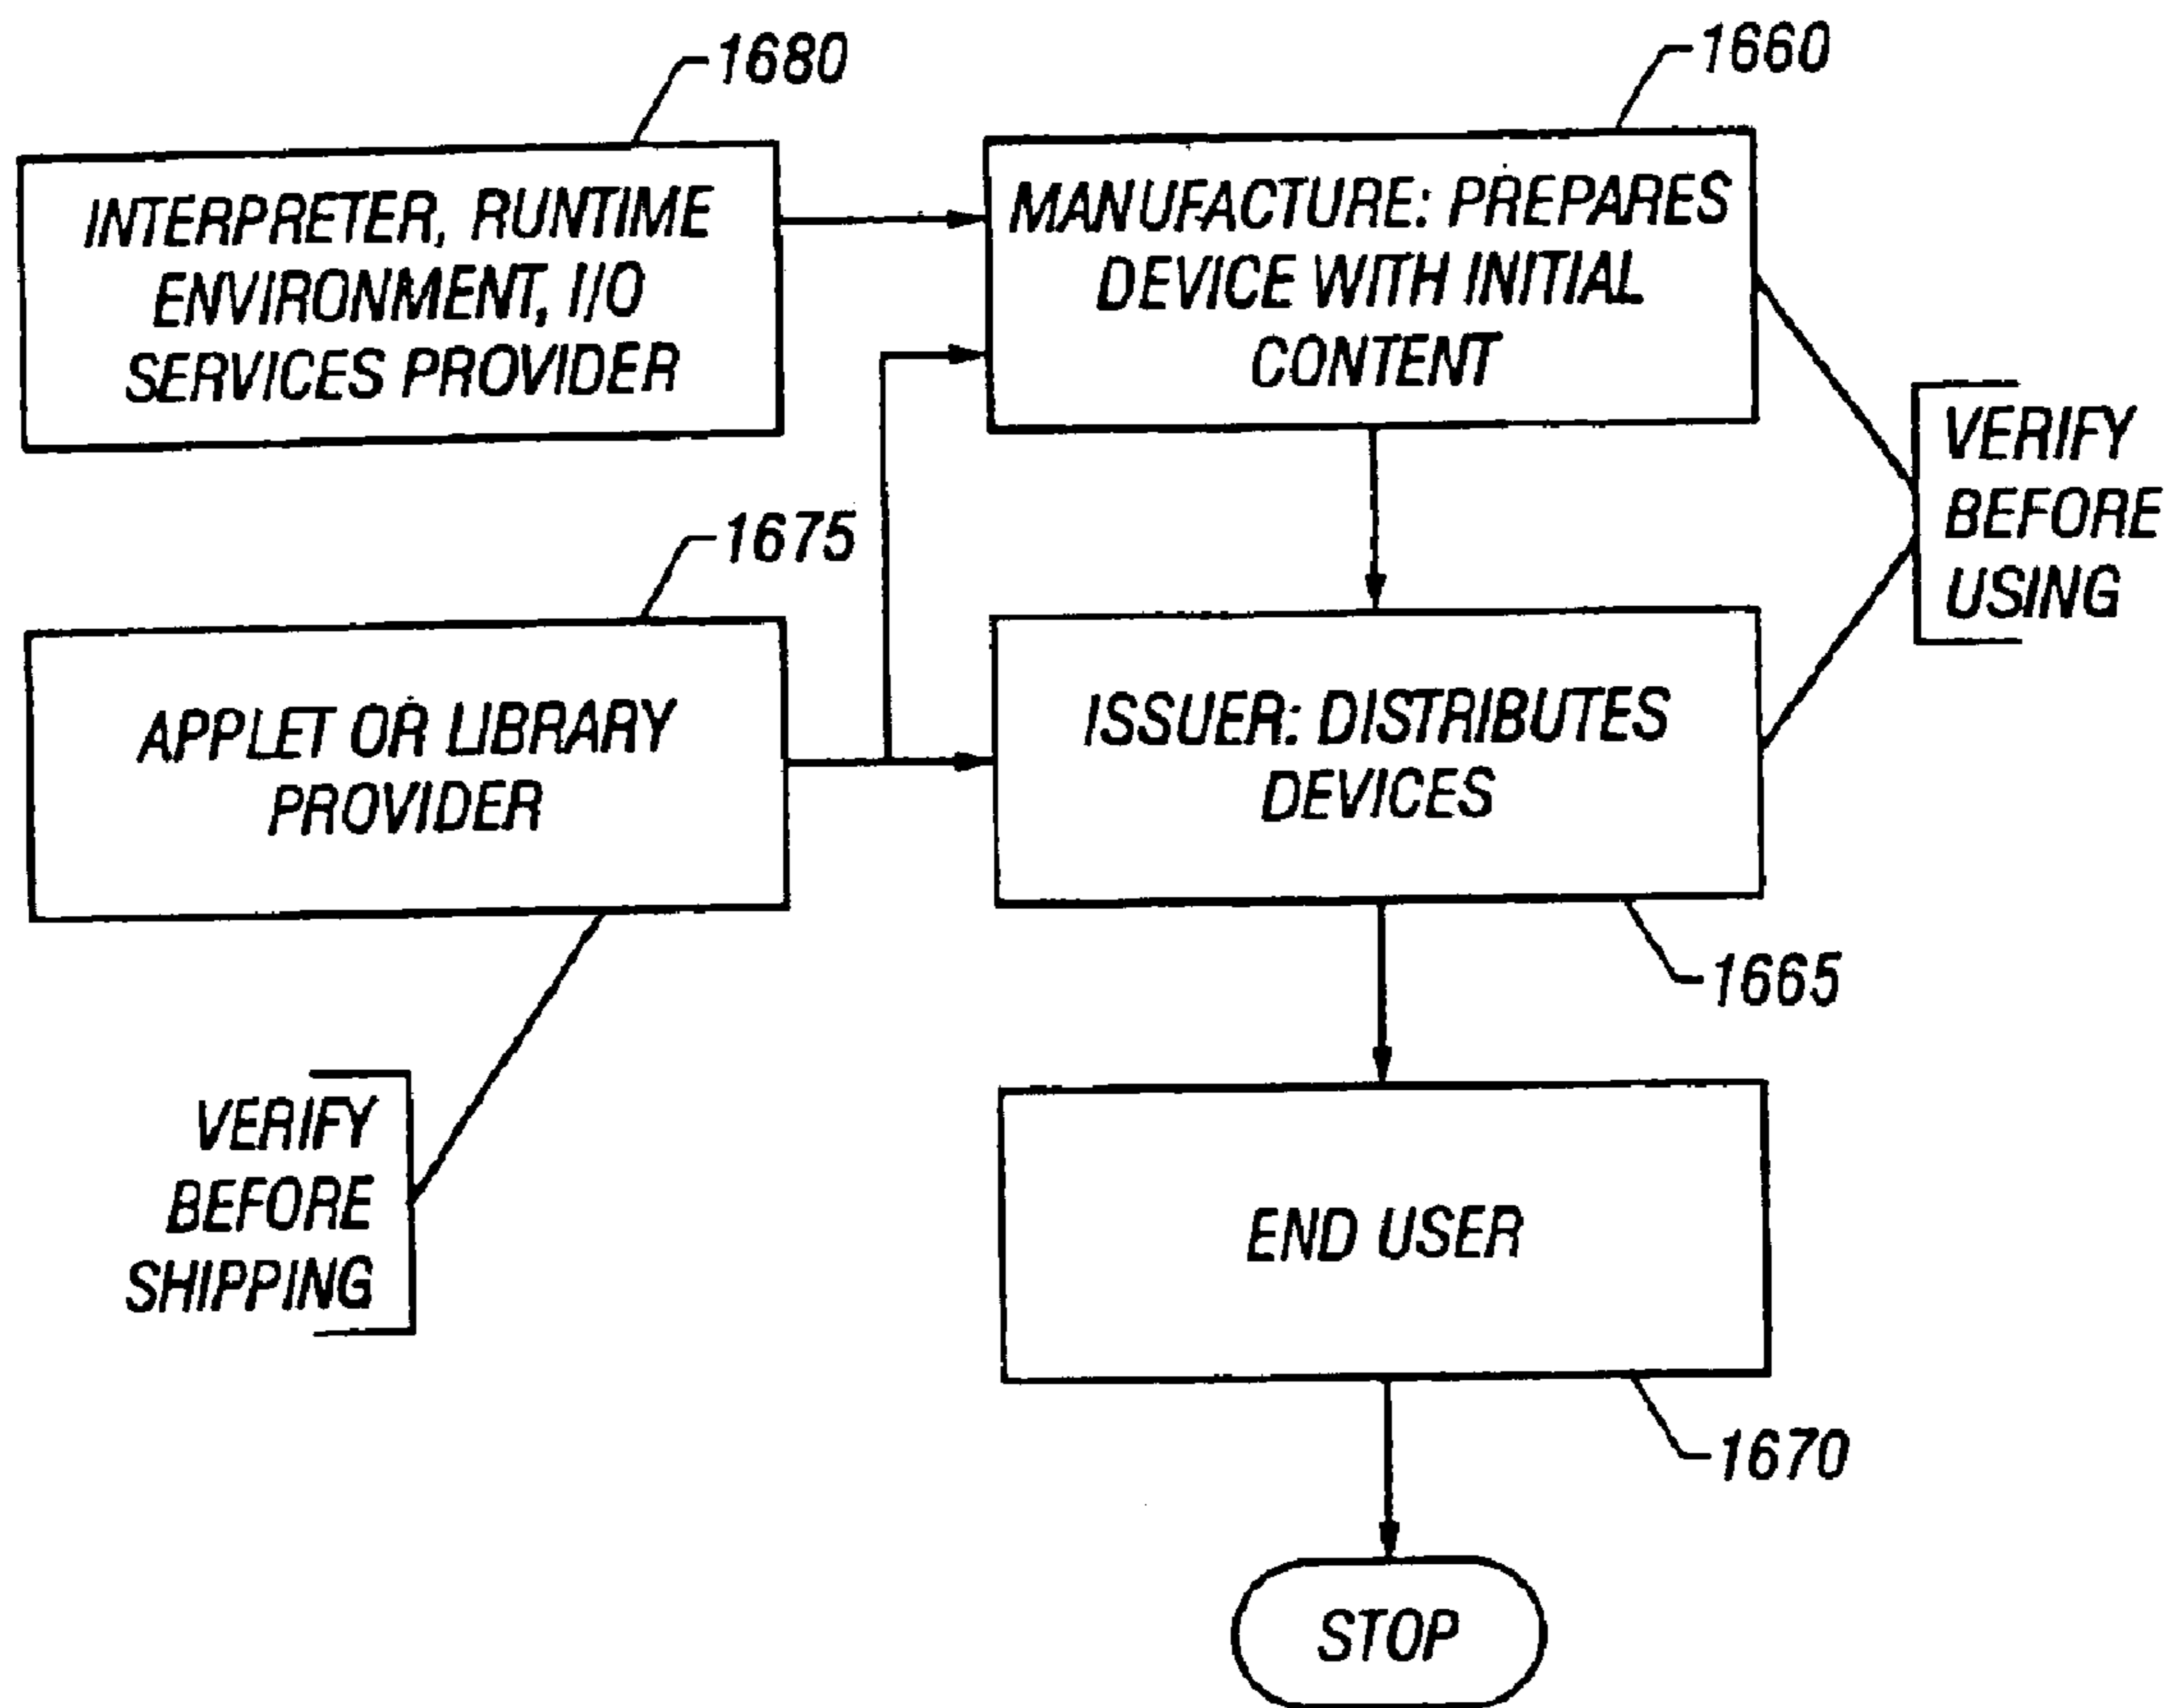 1680
INTERPRETER, RUNTIME
ENVIRONMENT, I/O
SERVICES PROVIDER
1660
MANUFACTURE: PREPARES
DEVICE WITH INITIAL
CONTENT
VERIFY
BEFORE
USING
1675
APPLET OR LIBRARY
PROVIDER
ISSUER: DISTRIBUTES
DEVICES
1665
VERIFY
BEFORE
SHIPPING
END USER
1670
STOP